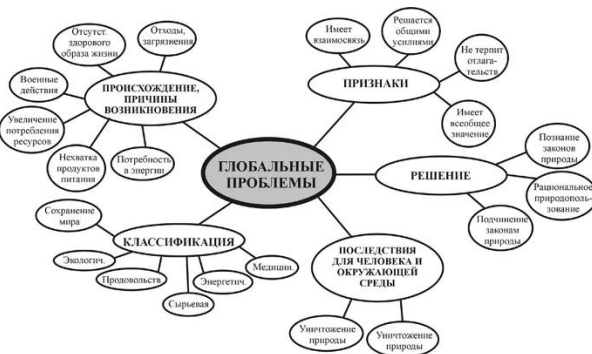 Отсутст.
здорового
образа жизни
Отходы,
загрязнения
Военные
действия
ПРОИСХОЖДЕНИЕ,
ПРИЧИНЫ
ВОЗНИКНОВЕНИЯ
Увеличение
потребления
ресурсов
Нехватка
продуктов
питания
Потребность
в энергии
Имеет
взаимосвязь
Решается
общими
усилиями
Не терпит
отлага-
тельств
ПРИЗНАКИ
Имеет
всеобщее
значение
ГЛОБАЛЬНЫЕ
ПРОБЛЕМЫ
РЕШЕНИЕ
Познание
законов
природы
Рациональное
природополь-
зование
Подчинение
законам
природы
Сохранение
мира
КЛАССИФИКАЦИЯ
Экологич.
Продовольств.
Сырьевая
Энергетич.
Медицин.
ПОСЛЕДСТВИЯ
ДЛЯ ЧЕЛОВЕКА И
ОКРУЖАЮЩЕЙ
СРЕДЫ
Уничтожение
природы
Уничтожение
природы